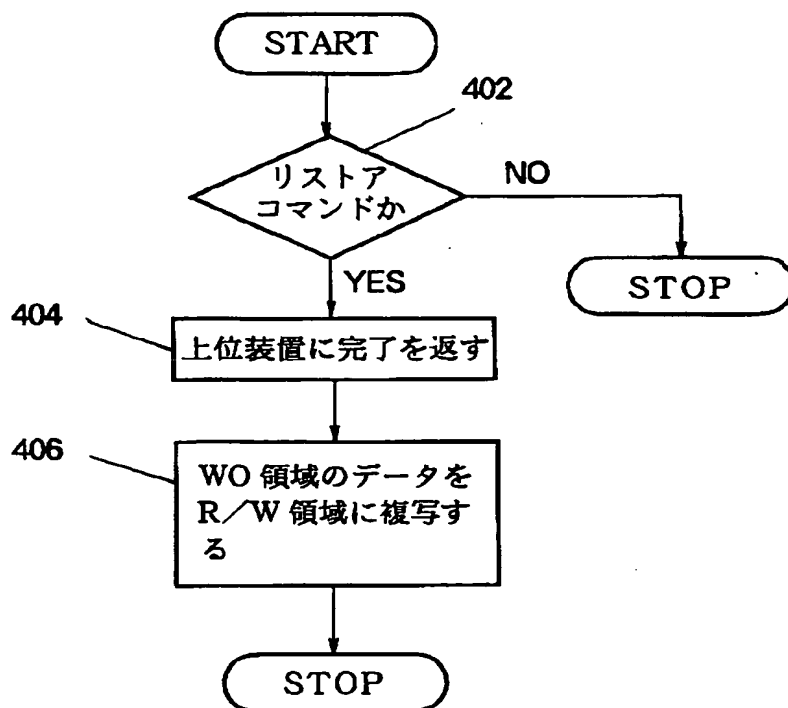 START
402
リストア
コマンドか
NO
STOP
YES
404
上位装置に完了を返す
406
WO 領域のデータを
R／W 領域に複写す
る
STOP